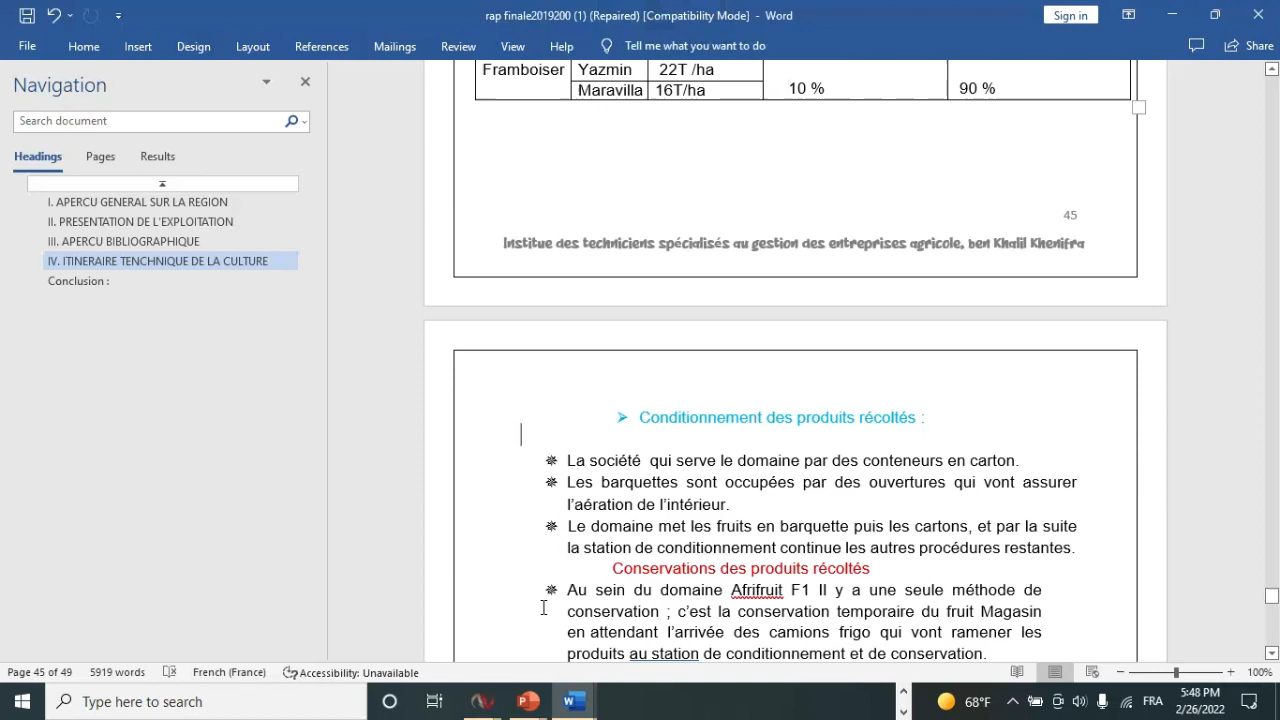 rap finale2019200 (1) (Repaired) [Compatibility Mode] - Word
Sign in
File Home Insert Design Layout References Mailings Review View Help Tell me what you want to do Share
Navigation
Search document
Headings Pages Results
I. APERCU GENERAL SUR LA REGION
II. PRESENTATION DE L'EXPLOITATION
III. APERCU BIBLIOGRAPHIQUE
IV. ITINERAIRE TENCHNIQUE DE LA CULTURE
Conclusion :
Framboiser Yazmin 22T /ha
Maravilla 16T/ha 10 % 90 %
45
Institue des techniciens spécialisés au gestion des entreprises agricole, ben Khalil Khenifra
Conditionnement des produits récoltés :
La société qui serve le domaine par des conteneurs en carton.
Les barquettes sont occupées par des ouvertures qui vont assurer
l’aération de l’intérieur.
Le domaine met les fruits en barquette puis les cartons, et par la suite
la station de conditionnement continue les autres procédures restantes.
Conservations des produits récoltés
Au sein du domaine Afrifruit F1 Il y a une seule méthode de
conservation ; c’est la conservation temporaire du fruit Magasin
en attendant l’arrivée des camions frigo qui vont ramener les
produits au station de conditionnement et de conservation.
Page 45 of 49 5919 words French (France) Accessibility: Unavailable 100%
Type here to search
68°F FRA
5:48 PM
2/26/2022